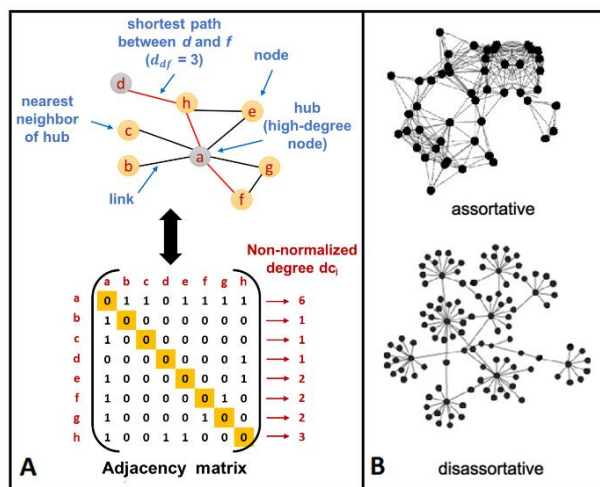 A
shortest path
between d and f
(d_df = 3)
node
d
h
e
nearest
neighbor
of hub
c
hub
(high-degree
node)
a
b
g
f
link
Non-normalized
degree dc_i
a b c d e f g h
a 0 1 1 0 1 1 1 1 → 6
b 1 0 0 0 0 0 0 0 → 1
c 1 0 0 0 0 0 0 0 → 1
d 0 0 0 0 0 0 0 1 → 1
e 1 0 0 0 0 0 0 1 → 2
f 1 0 0 0 0 0 1 0 → 2
g 1 0 0 0 0 1 0 0 → 2
h 1 0 0 1 1 0 0 0 → 3
Adjacency matrix
B
assortative
disassortative